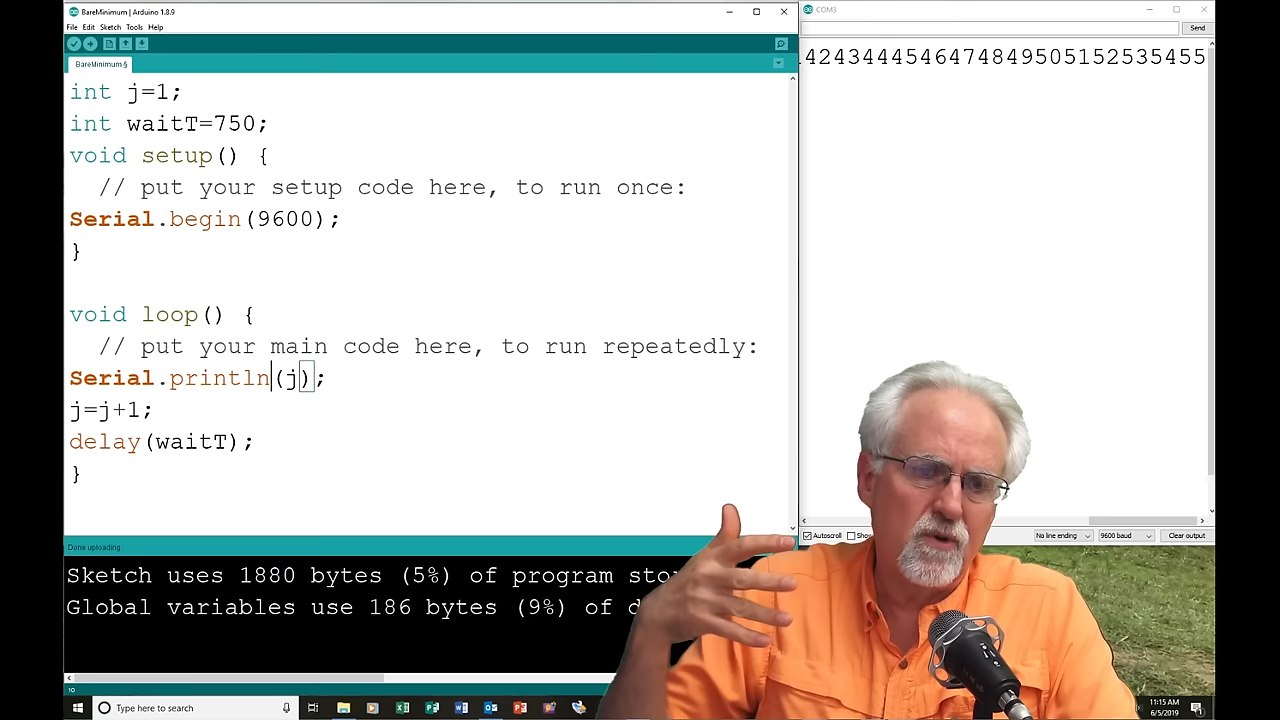 BareMinimum | Arduino 1.8.9
File Edit Sketch Tools Help
BareMinimum §
int j=1;
int waitT=750;
void setup() {
// put your setup code here, to run once:
Serial.begin(9600);
}
void loop() {
// put your main code here, to run repeatedly:
Serial.println(j);
j=j+1;
delay(waitT);
}
Done uploading.
Sketch uses 1880 bytes (5%) of program
Global variables use 186 bytes (9%) of
10
COM3
Send
4243444546474849505152535455
Autoscroll
No line ending
9600 baud
Clear output
Type here to search
11:15 AM
6/5/2019